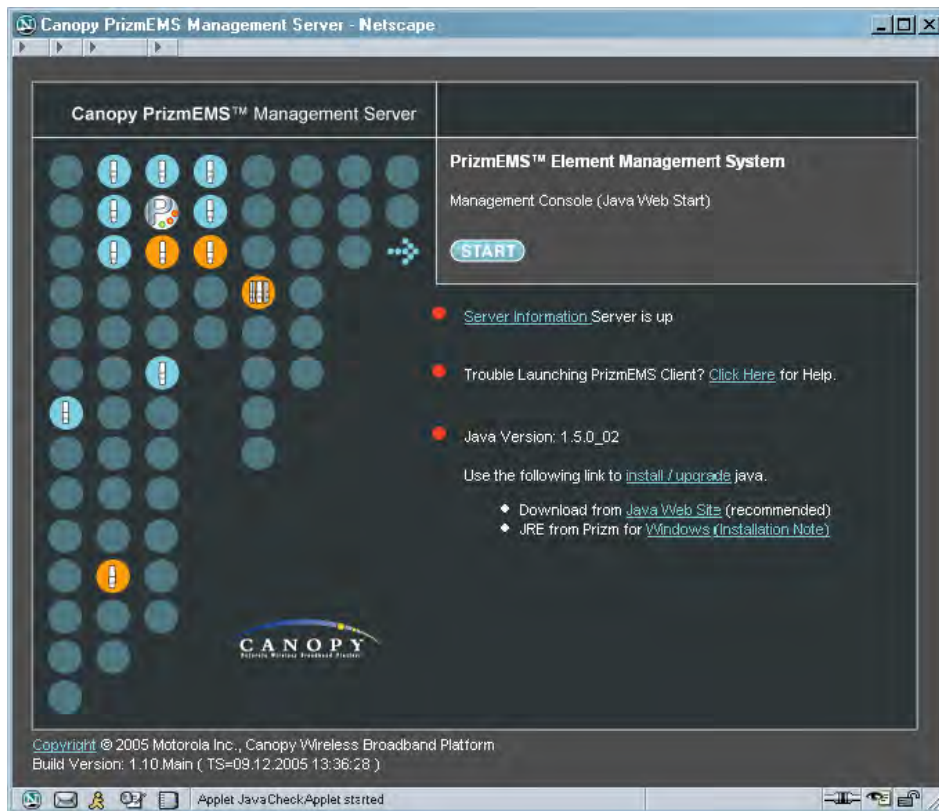 Canopy PrizmEMS Management Server - Netscape
Canopy PrizmEMS™ Management Server
PrizmEMS™ Element Management System
Management Console (Java Web Start)
START
Server Information Server is up
Trouble Launching PrizmEMS Client? Click Here for Help.
Java Version: 1.5.0_02
Use the following link to install / upgrade java.
Download from Java Web Site (recommended)
JRE from Prizm for Windows (Installation Note)
CANOPY
Motorola Wireless Broadband Platform
Copyright © 2005 Motorola Inc., Canopy Wireless Broadband Platform
Build Version: 1.10.Main ( TS=09.12.2005 13:36:28 )
Applet JavaCheckApplet started